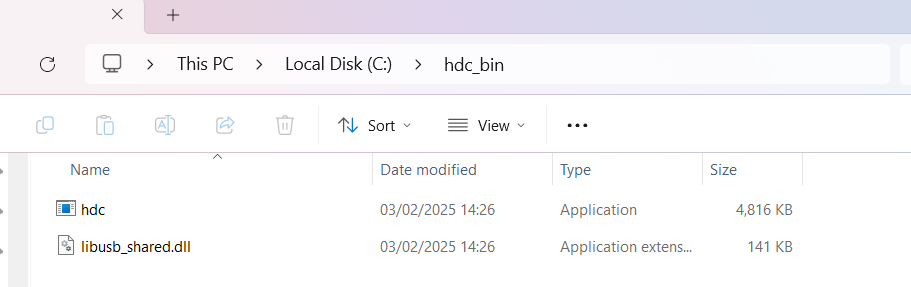 This PC > Local Disk (C:) > hdc_bin
Sort View
Name Date modified Type Size
hdc 03/02/2025 14:26 Application 4,816 KB
libusb_shared.dll 03/02/2025 14:26 Application extens... 141 KB